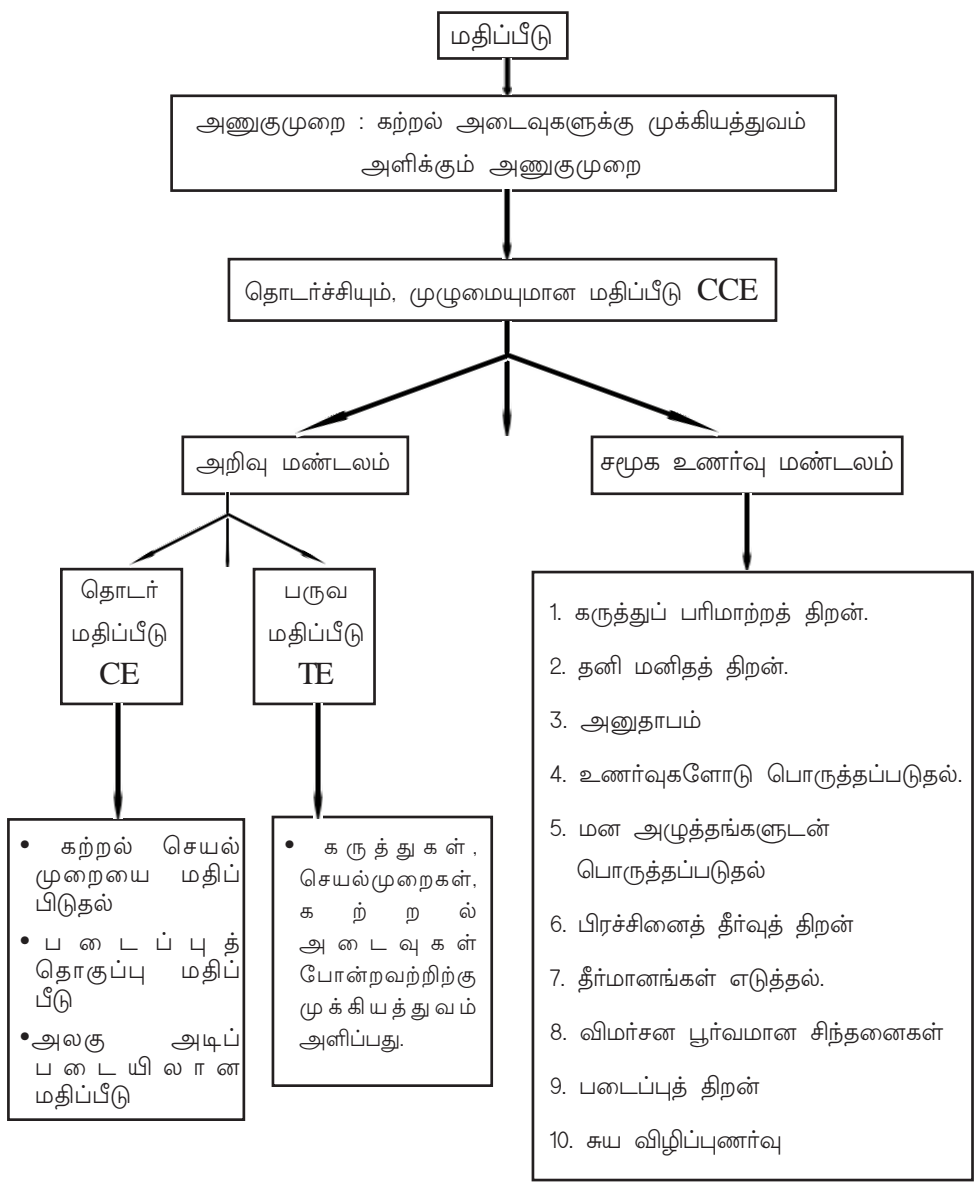 மதிப்பீடு
அணுகுமுறை : கற்றல் அடைவுகளுக்கு முக்கியத்துவம்
அளிக்கும் அணுகுமுறை
தொடர்ச்சியும், முழுமையுமான மதிப்பீடு CCE
அறிவு மண்டலம்
சமூக உணர்வு மண்டலம்
தொடர்
மதிப்பீடு
CE
பருவ
மதிப்பீடு
TE
• கற்றல் செயல்
முறையை மதிப்
பிடுதல்
• படைப்புத்
தொகுப்பு மதிப்
பீடு
•அலகு அடிப்
படையிலான
மதிப்பீடு
• கருத்துகள்,
செயல்முறைகள்,
கற்றல்
அடைவுகள்
போன்றவற்றிற்கு
முக்கியத்துவம்
அளிப்பது.
1. கருத்துப் பரிமாற்றத் திறன்.
2. தனி மனிதத் திறன்.
3. அனுதாபம்
4. உணர்வுகளோடு பொருத்தப்படுதல்.
5. மன அழுத்தங்களுடன்
பொருத்தப்படுதல்
6. பிரச்சினைத் தீர்வுத் திறன்
7. தீர்மானங்கள் எடுத்தல்.
8. விமர்சன பூர்வமான சிந்தனைகள்
9. படைப்புத் திறன்
10. சுய விழிப்புணர்வு